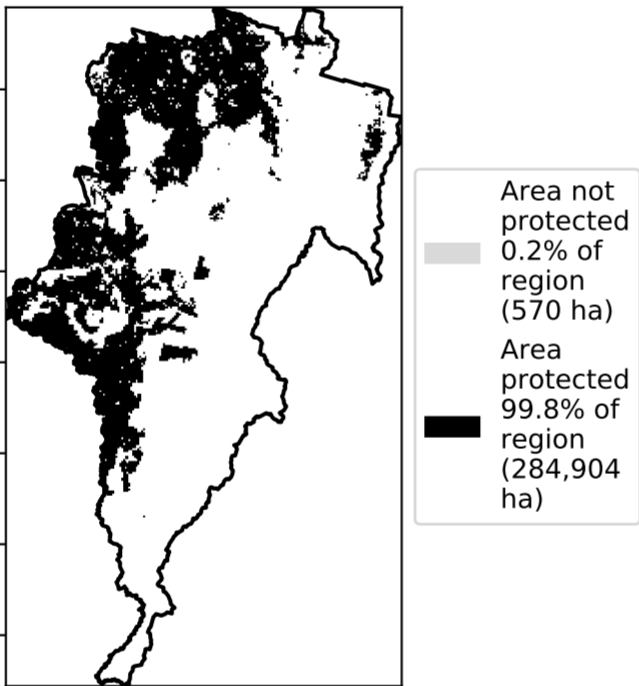 Area not
protected
0.2% of
region
(570 ha)
Area
protected
99.8% of
region
(284,904
ha)